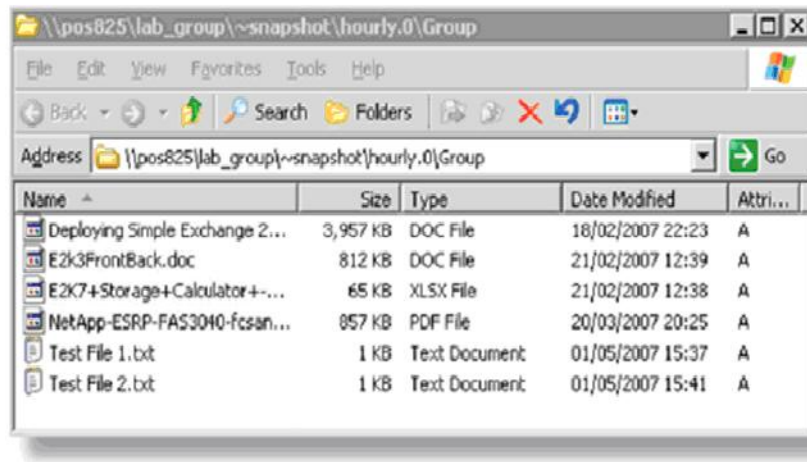 \\pos825\lab_group\~snapshot\hourly.0\Group
File Edit View Favorites Tools Help
Back Search Folders
Address \\pos825\lab_group\~snapshot\hourly.0\Group Go
Name Size Type Date Modified Attri...
Deploying Simple Exchange 2... 3,957 KB DOC File 18/02/2007 22:23 A
E2k3FrontBack.doc 812 KB DOC File 21/02/2007 12:39 A
E2K7+Storage+Calculator+-... 65 KB XLSX File 21/02/2007 12:38 A
NetApp-ESRP-FAS3040-fcsan... 857 KB PDF File 20/03/2007 20:25 A
Test File 1.txt 1 KB Text Document 01/05/2007 15:37 A
Test File 2.txt 1 KB Text Document 01/05/2007 15:41 A